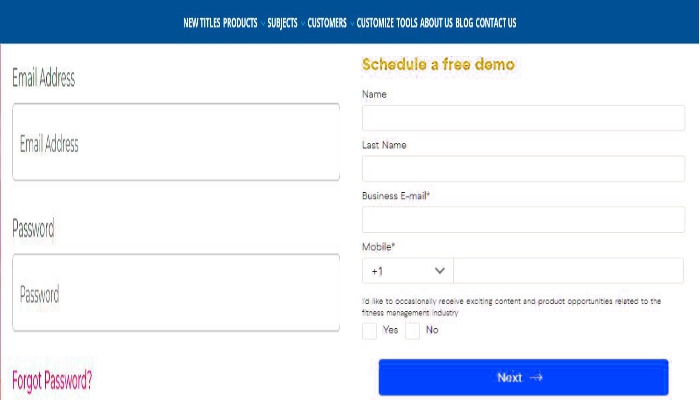 NEW TITLES PRODUCTS SUBJECTS CUSTOMERS CUSTOMIZE TOOLS ABOUT US BLOG CONTACT US
Email Address
Email Address
Password
Password
Forgot Password?
Schedule a free demo
Name
Last Name
Business E-mail*
Mobile*
+1
I'd like to occasionally receive exciting content and product opportunities related to the
fitness management industry
Yes No
Next →